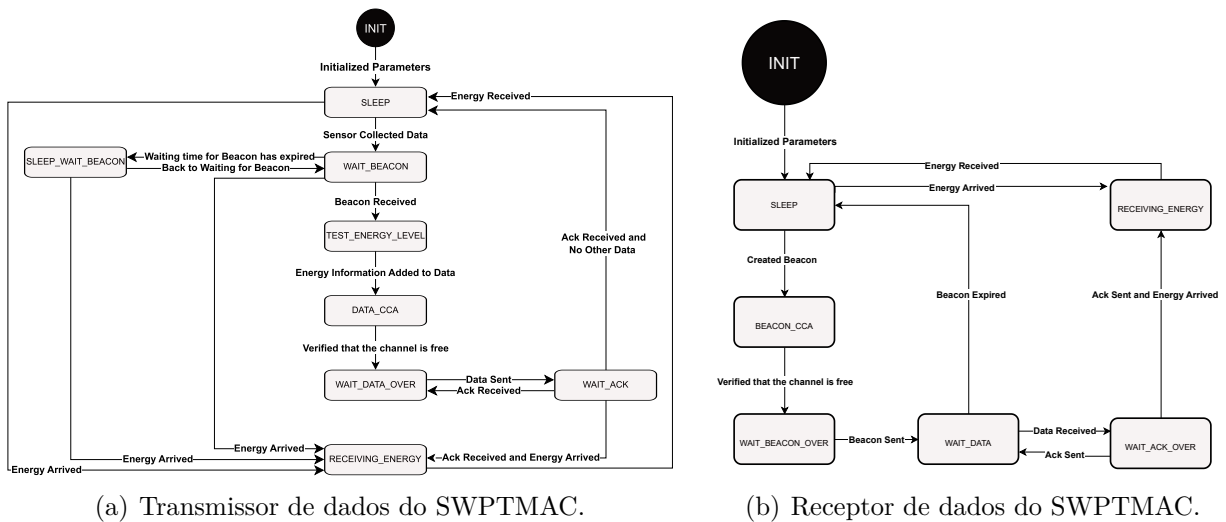 INIT
Initialized Parameters
SLEEP
Energy Received
Sensor Collected Data
SLEEP_WAIT_BEACON
Waiting time for Beacon has expired
Back to Waiting for Beacon
WAIT_BEACON
Beacon Received
TEST_ENERGY_LEVEL
Ack Received and
No Other Data
Energy Information Added to Data
DATA_CCA
Verified that the channel is free
WAIT_DATA_OVER
Data Sent
Ack Received
WAIT_ACK
Energy Arrived
Energy Arrived
Energy Arrived
RECEIVING_ENERGY
Ack Received and Energy Arrived
(a) Transmissor de dados do SWPTMAC.
INIT
Initialized Parameters
Energy Received
Energy Arrived
SLEEP
RECEIVING_ENERGY
Created Beacon
Beacon Expired
Ack Sent and Energy Arrived
BEACON_CCA
Verified that the channel is free
WAIT_BEACON_OVER
Beacon Sent
WAIT_DATA
Data Received
Ack Sent
WAIT_ACK_OVER
(b) Receptor de dados do SWPTMAC.